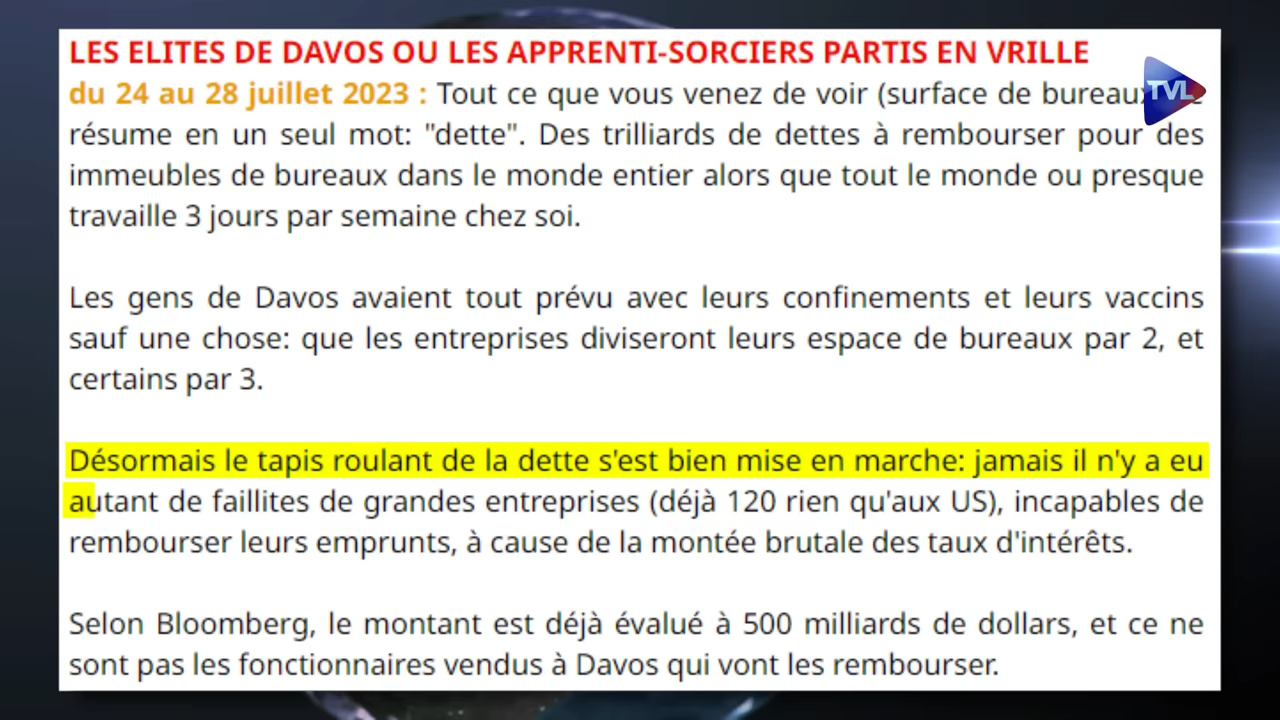 LES ELITES DE DAVOS OU LES APPRENTI-SORCIERS PARTIS EN VRILLE
du 24 au 28 juillet 2023 : Tout ce que vous venez de voir (surface de
résume en un seul mot: "dette". Des trilliards de dettes à rembourser pour des
immeubles de bureaux dans le monde entier alors que tout le monde ou presque
travaille 3 jours par semaine chez soi.
Les gens de Davos avaient tout prévu avec leurs confinements et leurs vaccins
sauf une chose: que les entreprises diviseront leurs espace de bureaux par 2, et
certains par 3.
Désormais le tapis roulant de la dette s'est bien mise en marche: jamais il n'y a eu
autant de faillites de grandes entreprises (déjà 120 rien qu'aux US), incapables de
rembourser leurs emprunts, à cause de la montée brutale des taux d'intérêts.
Selon Bloomberg, le montant est déjà évalué à 500 milliards de dollars, et ce ne
sont pas les fonctionnaires vendus à Davos qui vont les rembourser.
TVL